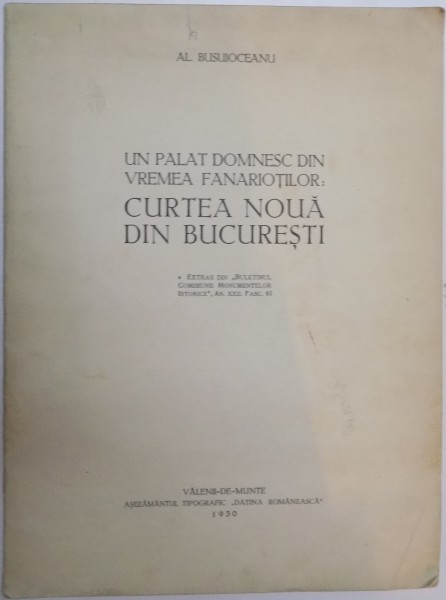 AL. BUSUIOCEANU
UN PALAT DOMNESC DIN
VREMEA FANARIOȚILOR:
CURTEA NOUĂ
DIN BUCUREȘTI
* EXTRAS DIN „BULETINUL
COMISIUNII MONUMENTELOR
ISTORICE", AN. XXII. FASC. 61
VĂLENII-DE-MUNTE
AȘEZĂMÂNTUL TIPOGRAFIC „DATINA ROMÂNEASCĂ"
1930